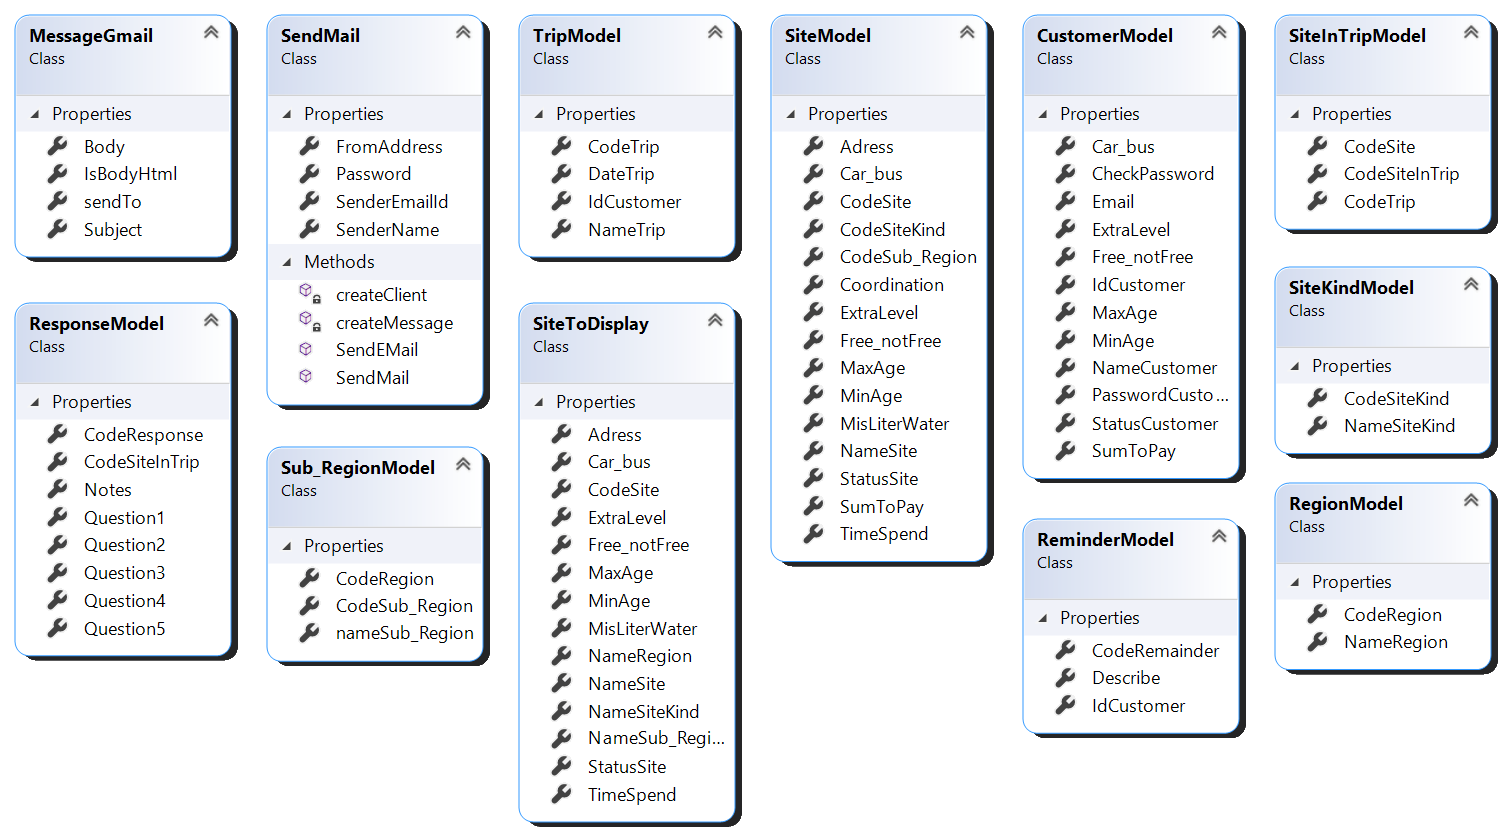 MessageGmail
Class
Properties
Body
IsBodyHtml
sendTo
Subject
ResponseModel
Class
Properties
CodeResponse
CodeSiteInTrip
Notes
Question1
Question2
Question3
Question4
Question5
SendMail
Class
Properties
FromAddress
Password
SenderEmailId
SenderName
Methods
createClient
createMessage
SendEMail
SendMail
Sub_RegionModel
Class
Properties
CodeRegion
CodeSub_Region
nameSub_Region
TripModel
Class
Properties
CodeTrip
DateTrip
IdCustomer
NameTrip
SiteToDisplay
Class
Properties
Adress
Car_bus
CodeSite
ExtraLevel
Free_notFree
MaxAge
MinAge
MisLiterWater
NameRegion
NameSite
NameSiteKind
NameSub_Regi...
StatusSite
TimeSpend
SiteModel
Class
Properties
Adress
Car_bus
CodeSite
CodeSiteKind
CodeSub_Region
Coordination
ExtraLevel
Free_notFree
MaxAge
MinAge
MisLiterWater
NameSite
StatusSite
SumToPay
TimeSpend
CustomerModel
Class
Properties
Car_bus
CheckPassword
Email
ExtraLevel
Free_notFree
IdCustomer
MaxAge
MinAge
NameCustomer
PasswordCusto...
StatusCustomer
SumToPay
ReminderModel
Class
Properties
CodeRemainder
Describe
IdCustomer
SiteInTripModel
Class
Properties
CodeSite
CodeSiteInTrip
CodeTrip
SiteKindModel
Class
Properties
CodeSiteKind
NameSiteKind
RegionModel
Class
Properties
CodeRegion
NameRegion